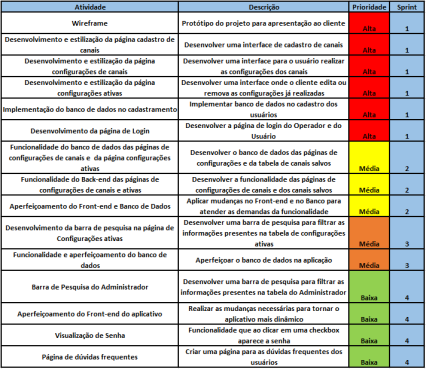 Atividade Descrição Prioridade Sprint
Wireframe Protótipo do projeto para apresentação ao cliente Alta 1
Desenvolvimento e estilização da página cadastro de
canais Desenvolver uma interface de cadastro de canais Alta 1
Desenvolvimento e estilização da página
configurações de canais Desenvolver uma interface para o usuário realizar
as configurações dos canais Alta 1
Desenvolvimento e estilização da página
configurações ativas Desenvolver uma interface onde o cliente edita ou
remova as configurações já realizadas Alta 1
Implementação do banco de dados no cadastramento Implementar banco de dados no cadastro dos
usuários Alta 1
Desenvolvimento da página de Login Desenvolver a página de login do Operador e do
Usuário Alta 1
Funcionalidade do banco de dados das páginas de
configurações de canais e da página configurações
ativas Desenvolver o banco de dados das páginas de
configurações e da tabela de canais salvos Média 2
Funcionalidade do Back-end das páginas de
configurações de canais e ativas Desenvolver a funcionalidade das páginas de
configurações de canais e dos canais salvos Média 2
Aperfeiçoamento do Front-end e Banco de Dados Aplicar mudanças no Front-end e no Banco para
atender as demandas da funcionalidade Média 2
Desenvolvimento da barra de pesquisa na página de
Configurações ativas Desenvolver uma barra de pesquisa para filtrar as
informações presentes na tabela de configurações
ativas Média 3
Funcionalidade e aperfeiçoamento do banco de
dados Aperfeiçoar o banco de dados na aplicação Média 3
Barra de Pesquisa do Administrador Desenvolver uma barra de pesquisa para filtrar as
informações presentes na tabela do Administrador Baixa 4
Aperfeiçoamento do Front-end do aplicativo Realizar as mudanças necessárias para tornar o
aplicativo mais dinâmico Baixa 4
Visualização de Senha Funcionalidade que ao clicar em uma checkbox
aparece a senha Baixa 4
Página de dúvidas frequentes Criar uma página para as dúvidas frequentes dos
usuários Baixa 4